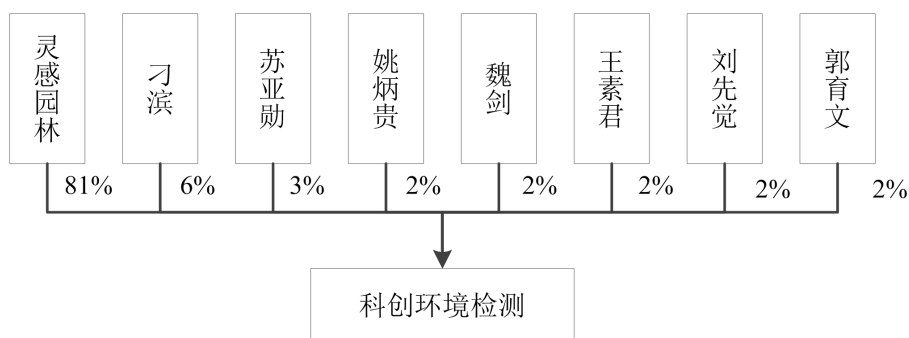 灵感园林
刁滨
苏亚勋
姚炳贵
魏剑
王素君
刘先觉
郭育文
81%
6%
3%
2%
2%
2%
2%
2%
科创环境检测